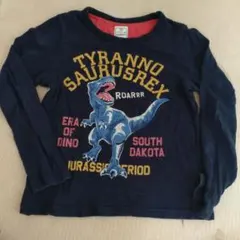 TYRANNO
SAURUSREX
ROARRR
ERA
OF
DINO
SOUTH
DAKOTA
JURASSIC PERIOD